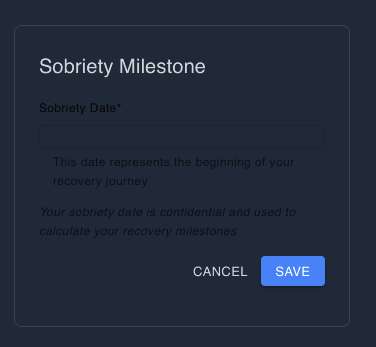 Sobriety Milestone
Sobriety Date*
This date represents the beginning of your
recovery journey
Your sobriety date is confidential and used to
calculate your recovery milestones
CANCEL
SAVE